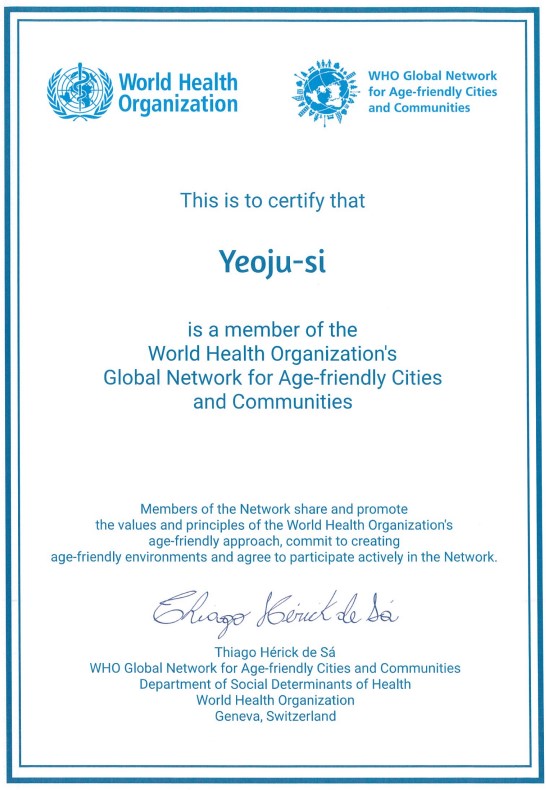 World Health
Organization
WHO Global Network
for Age-friendly Cities
and Communities
This is to certify that
Yeoju-si
is a member of the
World Health Organization's
Global Network for Age-friendly Cities
and Communities
Members of the Network share and promote
the values and principles of the World Health Organization's
age-friendly approach, commit to creating
age-friendly environments and agree to participate actively in the Network.
Thiago Hérick de Sá
Thiago Hérick de Sá
WHO Global Network for Age-friendly Cities and Communities
Department of Social Determinants of Health
World Health Organization
Geneva, Switzerland